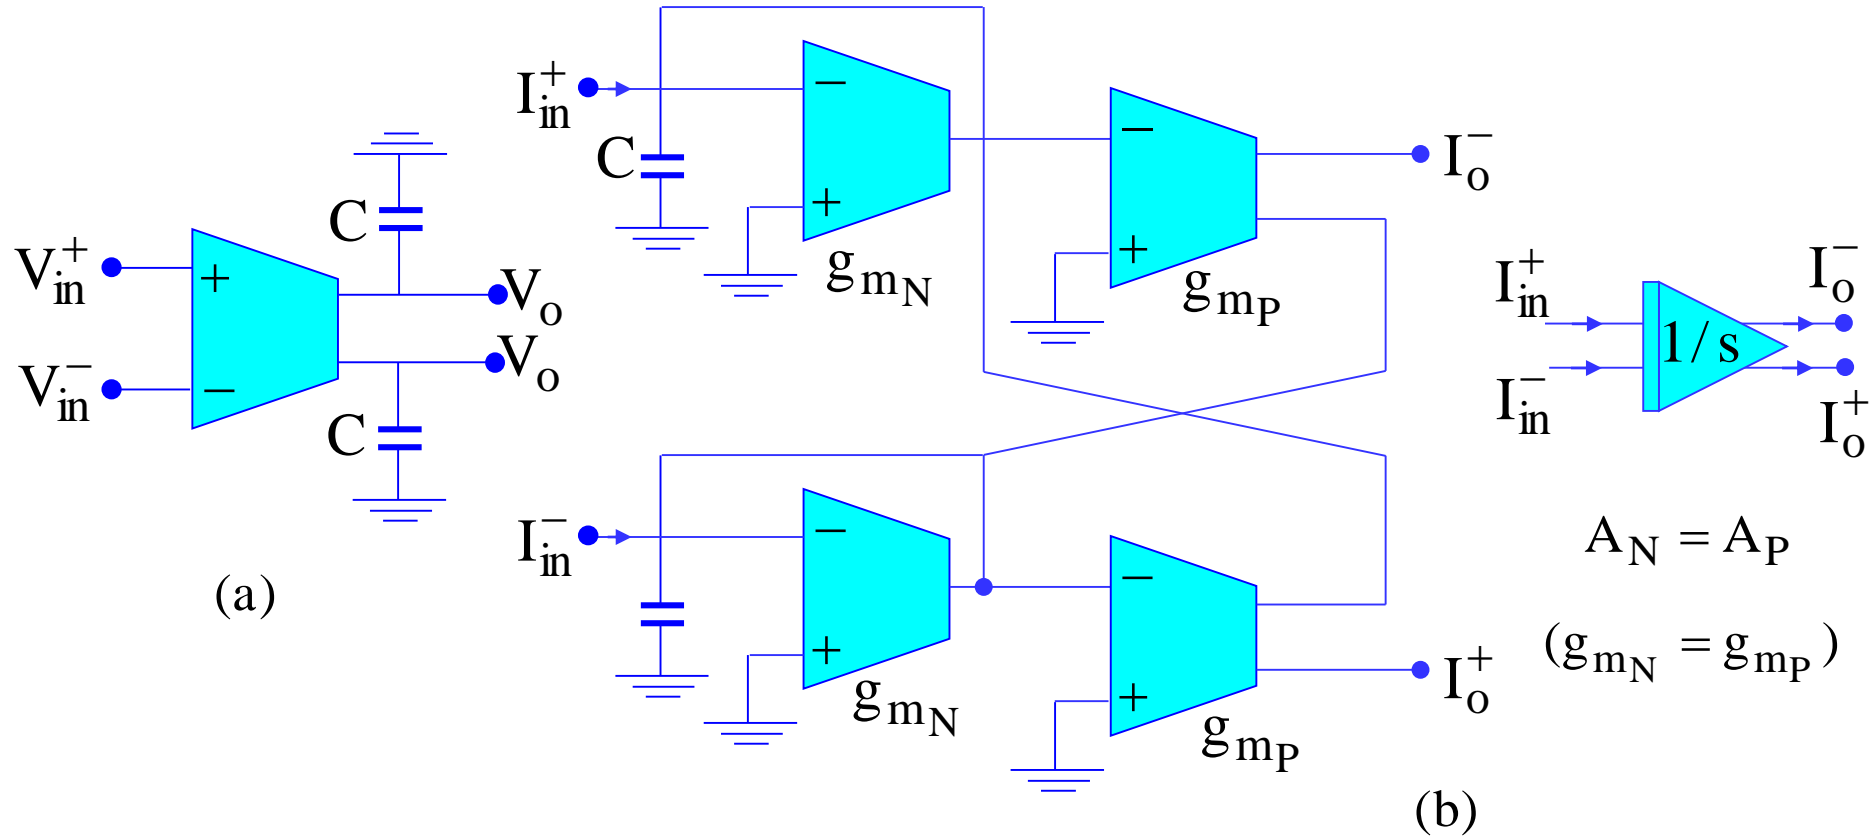 V_in^+
V_in^-
+
−
C
C
V_o
V_o
(a)
I_in^+
C
−
+
g_mN
−
+
g_mP
I_o^-
I_in^-
−
+
g_mN
−
+
g_mP
I_o^+
I_in^+
I_in^-
1/s
I_o^-
I_o^+
A_N = A_P
(g_mN = g_mP)
(b)